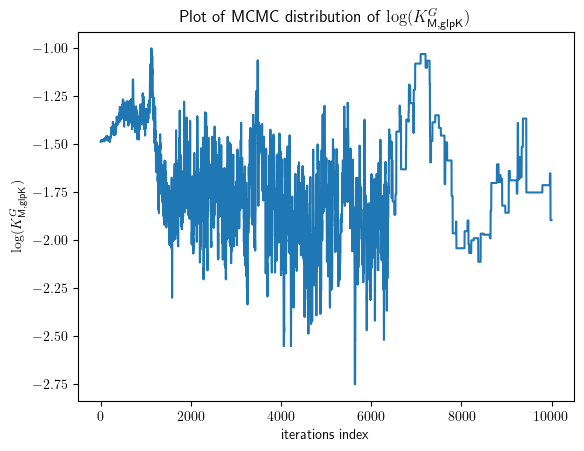 Plot of MCMC distribution of log(K^G_M,glpK)
−1.00
−1.25
−1.50
−1.75
−2.00
−2.25
−2.50
−2.75
log(K^G_M,glpK)
0 2000 4000 6000 8000 10000
iterations index